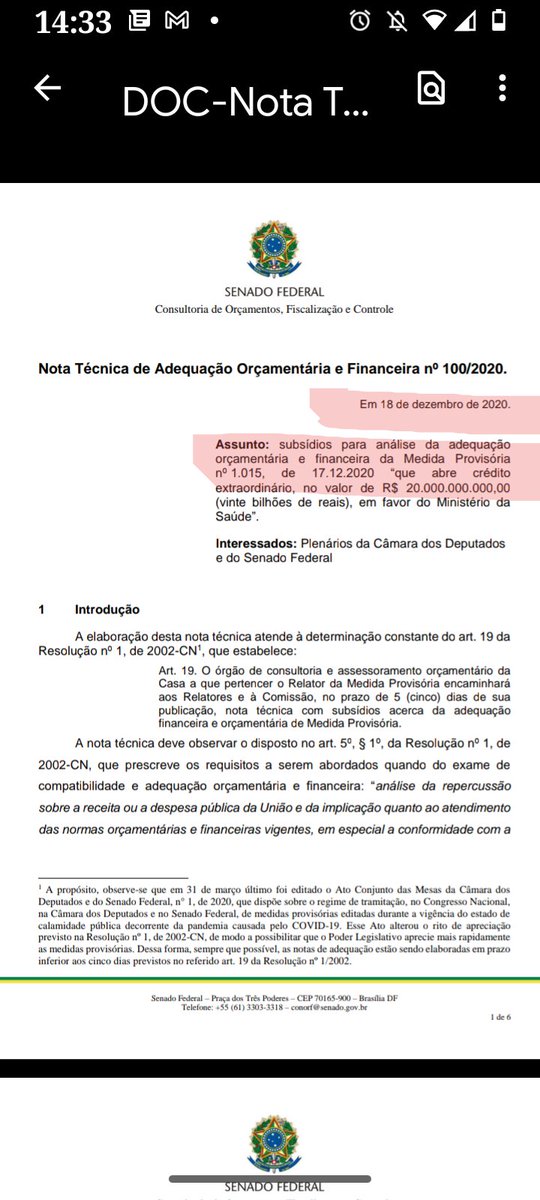 14:33
DOC-Nota T...
SENADO FEDERAL
Consultoria de Orçamentos, Fiscalização e Controle
Nota Técnica de Adequação Orçamentária e Financeira nº 100/2020.
Em 18 de dezembro de 2020.
Assunto: subsídios para análise da adequação
orçamentária e financeira da Medida Provisória
nº 1.015, de 17.12.2020 “que abre crédito
extraordinário, no valor de R$ 20.000.000.000,00
(vinte bilhões de reais), em favor do Ministério da
Saúde”.
Interessados: Plenários da Câmara dos Deputados
e do Senado Federal
1 Introdução
A elaboração desta nota técnica atende à determinação constante do art. 19 da
Resolução nº 1, de 2002-CN¹, que estabelece:
Art. 19. O órgão de consultoria e assessoramento orçamentário da
Casa a que pertencer o Relator da Medida Provisória encaminhará
aos Relatores e à Comissão, no prazo de 5 (cinco) dias de sua
publicação, nota técnica com subsídios acerca da adequação
financeira e orçamentária de Medida Provisória.
A nota técnica deve observar o disposto no art. 5º, § 1º, da Resolução nº 1, de
2002-CN, que prescreve os requisitos a serem abordados quando do exame de
compatibilidade e adequação orçamentária e financeira: “análise da repercussão
sobre a receita ou a despesa pública da União e da implicação quanto ao atendimento
das normas orçamentárias e financeiras vigentes, em especial a conformidade com a
¹ A propósito, observe-se que em 31 de março último foi editado o Ato Conjunto das Mesas da Câmara dos
Deputados e do Senado Federal, n° 1, de 2020, que dispõe sobre o regime de tramitação, no Congresso Nacional,
na Câmara dos Deputados e no Senado Federal, de medidas provisórias editadas durante a vigência do estado de
calamidade pública decorrente da pandemia causada pelo COVID-19. Esse Ato alterou o rito de apreciação
previsto na Resolução nº 1, de 2002-CN, de modo a possibilitar que o Poder Legislativo aprecie mais rapidamente
as medidas provisórias. Dessa forma, sempre que possível, as notas de adequação estão sendo elaboradas em prazo
inferior aos cinco dias previstos no referido art. 19 da Resolução nº 1/2002.
Senado Federal – Praça dos Três Poderes – CEP 70165-900 – Brasília DF
Telefone: +55 (61) 3303-3318 – conorf@senado.gov.br
1 de 6
SENADO FEDERAL